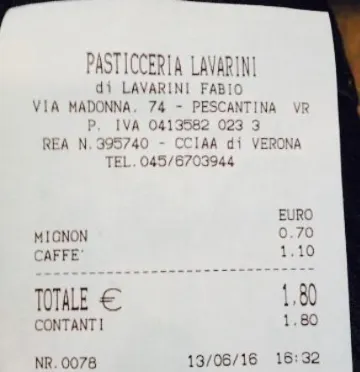 PASTICCERIA LAVARINI
di LAVARINI FABIO
VIA MADONNA. 74 - PESCANTINA VR
P. IVA 0413582 023 3
REA N.395740 - CCIAA di VERONA
TEL.045/6703944
EURO
MIGNON 0.70
CAFFE' 1.10
TOTALE € 1,80
CONTANTI 1.80
NR.0078 13/06/16 16:32